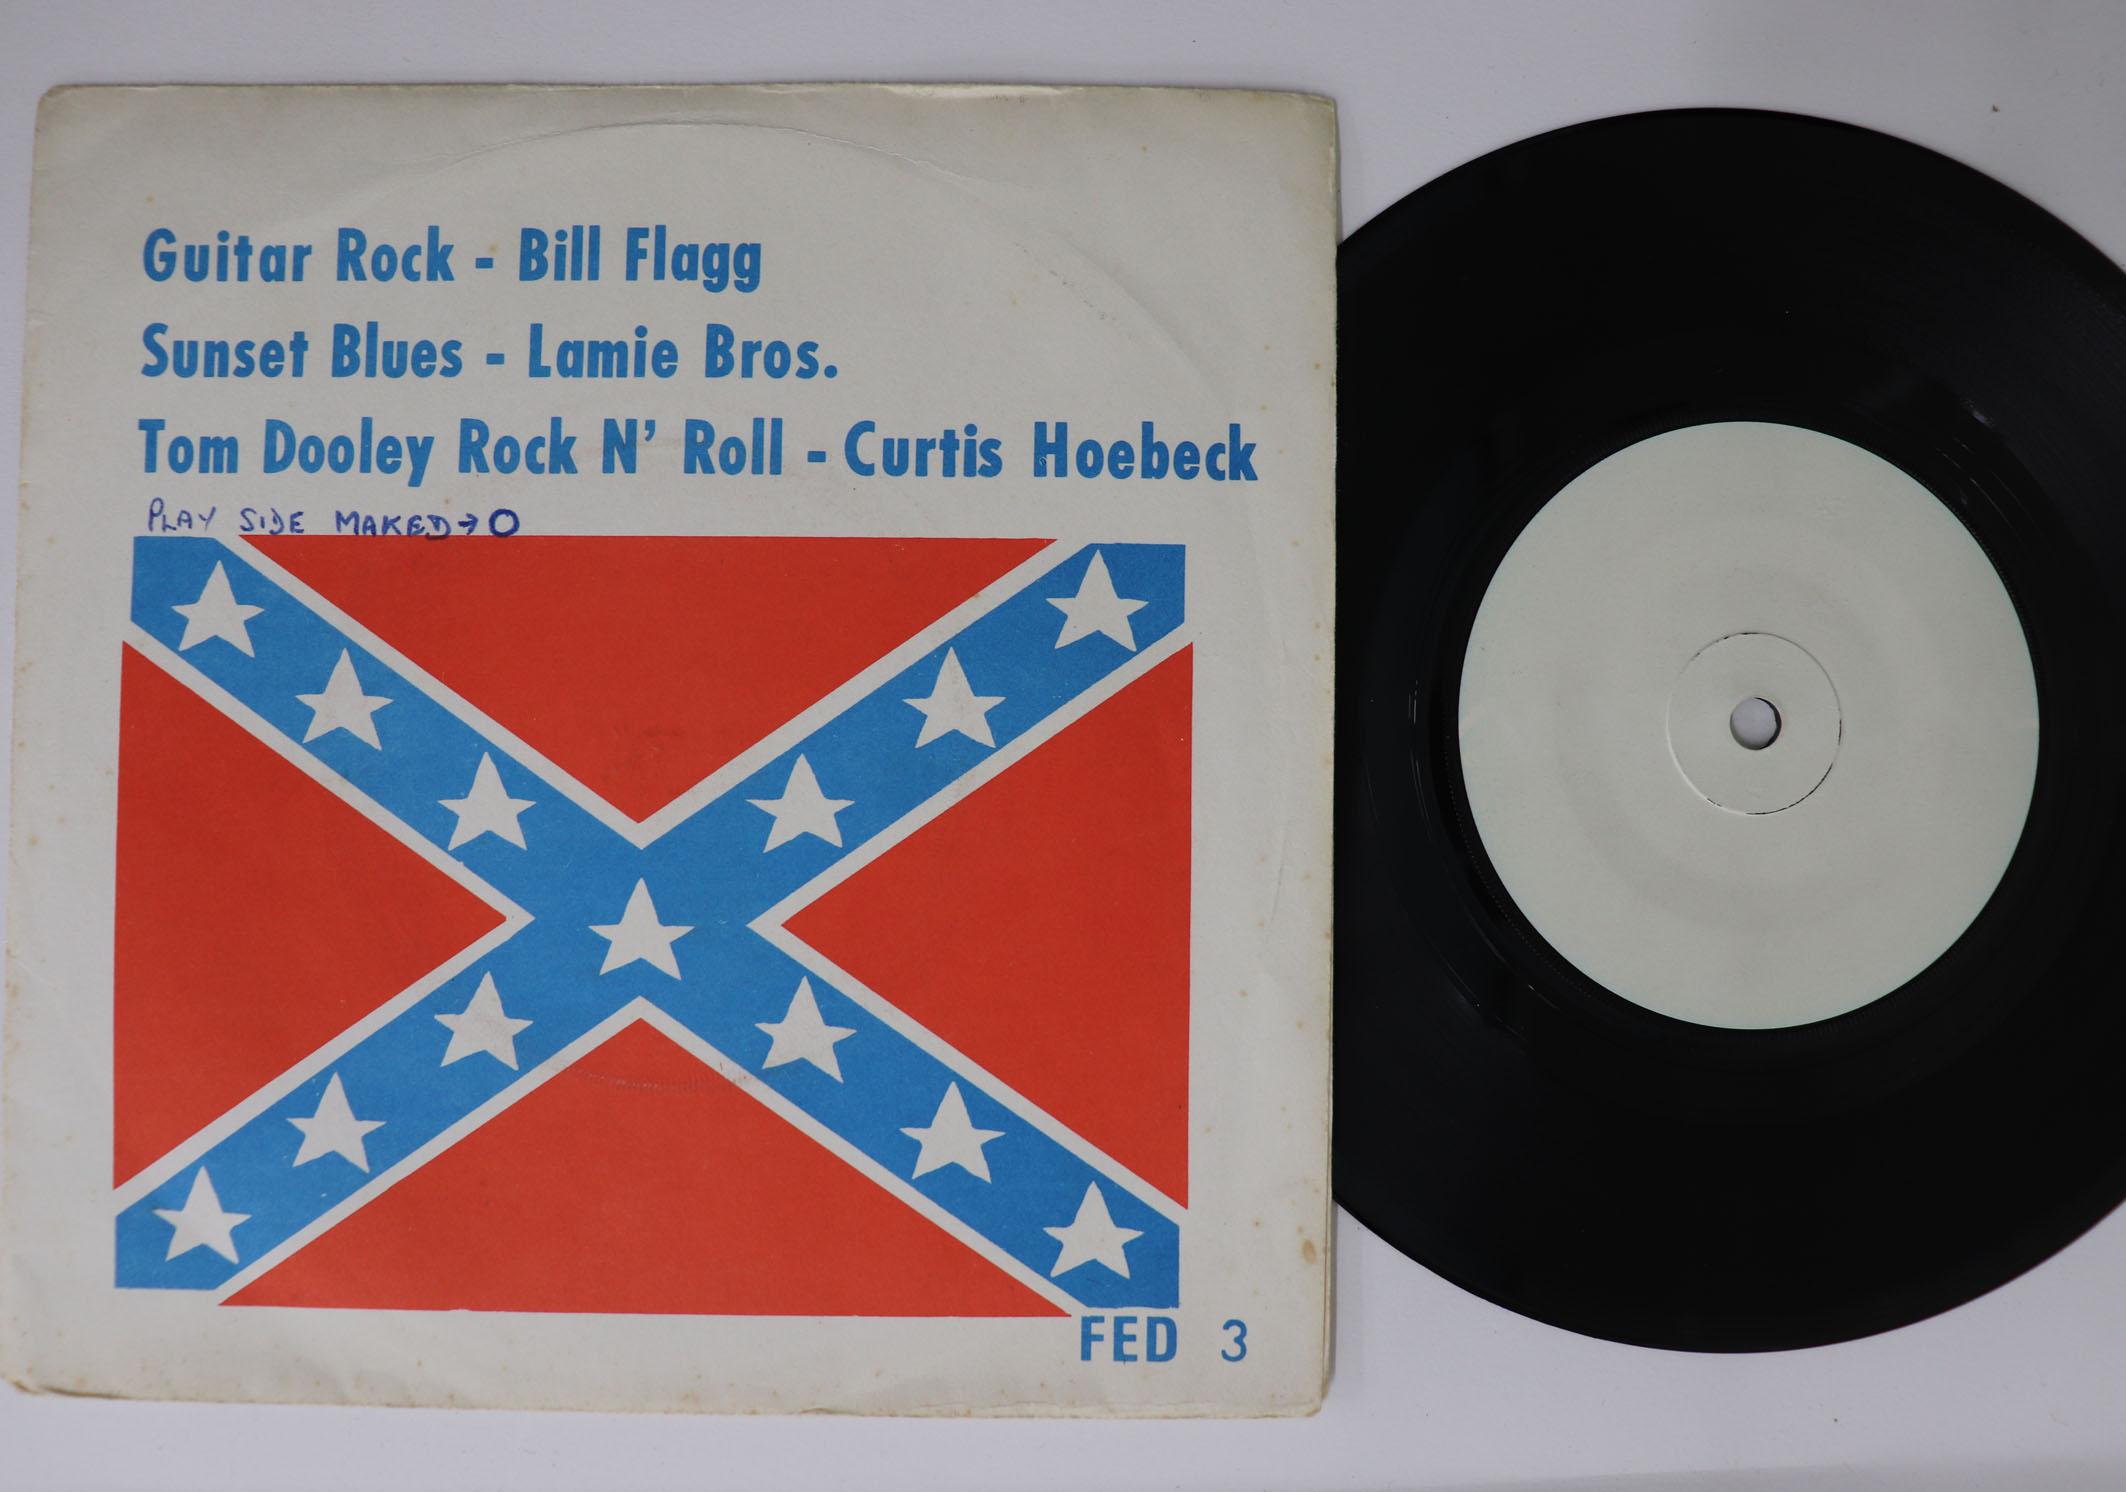 Guitar Rock - Bill Flagg
Sunset Blues - Lamie Bros.
Tom Dooley Rock N' Roll - Curtis Hoebeck
PLAY SIDE MAKED → O
FED 3